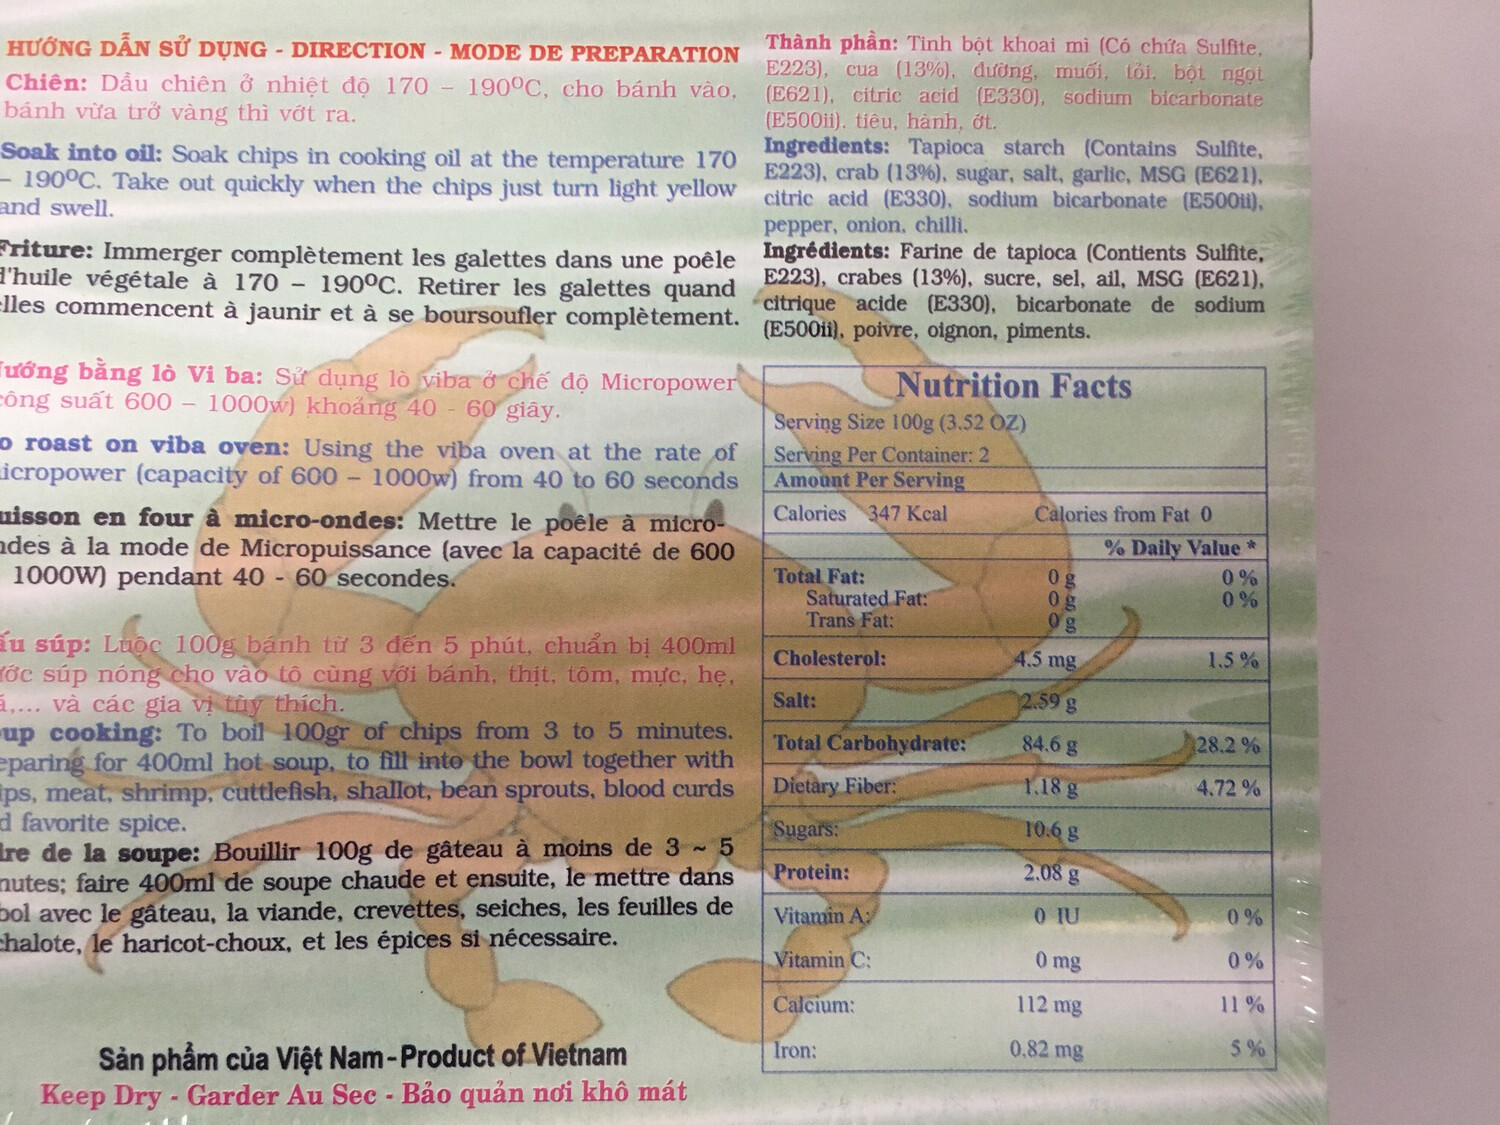 HƯỚNG DẪN SỬ DỤNG - DIRECTION - MODE DE PREPARATION
Chiên: Dầu chiên ở nhiệt độ 170 – 190ºC, cho bánh vào,
bánh vừa trở vàng thì vớt ra.
Soak into oil: Soak chips in cooking oil at the temperature 170
– 190ºC. Take out quickly when the chips just turn light yellow
and swell.
Friture: Immerger complètement les galettes dans une poêle
d'huile végétale à 170 – 190ºC. Retirer les galettes quand
elles commencent à jaunir et à se boursoufler complètement.
Nướng bằng lò Vi ba: Sử dụng lò viba ở chế độ Micropower
công suất 600 – 1000w) khoảng 40 - 60 giây.
o roast on viba oven: Using the viba oven at the rate of
icropower (capacity of 600 – 1000w) from 40 to 60 seconds
uisson en four à micro-ondes: Mettre le poêle à micro-
ndes à la mode de Micropuissance (avec la capacité de 600
1000W) pendant 40 - 60 secondes.
ấu súp: Luộc 100g bánh từ 3 đến 5 phút, chuẩn bị 400ml
ước súp nóng cho vào tô cùng với bánh, thịt, tôm, mực, hẹ,
á,... và các gia vị tùy thích.
up cooking: To boil 100gr of chips from 3 to 5 minutes.
eparing for 400ml hot soup, to fill into the bowl together with
ips, meat, shrimp, cuttlefish, shallot, bean sprouts, blood curds
d favorite spice.
ire de la soupe: Bouillir 100g de gâteau à moins de 3 ~ 5
nutes; faire 400ml de soupe chaude et ensuite, le mettre dans
bol avec le gâteau, la viande, crevettes, seiches, les feuilles de
chalote, le haricot-choux, et les épices si nécessaire.
Sản phẩm của Việt Nam-Product of Vietnam
Keep Dry - Garder Au Sec - Bảo quản nơi khô mát
Thành phần: Tinh bột khoai mì (Có chứa Sulfite,
E223), cua (13%), đường, muối, tỏi, bột ngọt
(E621), citric acid (E330), sodium bicarbonate
(E500ii). tiêu, hành, ớt.
Ingredients: Tapioca starch (Contains Sulfite,
E223), crab (13%), sugar, salt, garlic, MSG (E621),
citric acid (E330), sodium bicarbonate (E500ii),
pepper, onion, chilli.
Ingrédients: Farine de tapioca (Contients Sulfite,
E223), crabes (13%), sucre, sel, ail, MSG (E621),
citrique acide (E330), bicarbonate de sodium
(E500ii), poivre, oignon, piments.
Nutrition Facts
Serving Size 100g (3.52 OZ)
Serving Per Container: 2
Amount Per Serving
Calories 347 Kcal Calories from Fat 0
% Daily Value *
Total Fat: 0 g 0 %
Saturated Fat: 0 g 0 %
Trans Fat: 0 g
Cholesterol: 4.5 mg 1.5 %
Salt: 2.59 g
Total Carbohydrate: 84.6 g 28.2 %
Dietary Fiber: 1.18 g 4.72 %
Sugars: 10.6 g
Protein: 2.08 g
Vitamin A: 0 IU 0 %
Vitamin C: 0 mg 0 %
Calcium: 112 mg 11 %
Iron: 0.82 mg 5 %